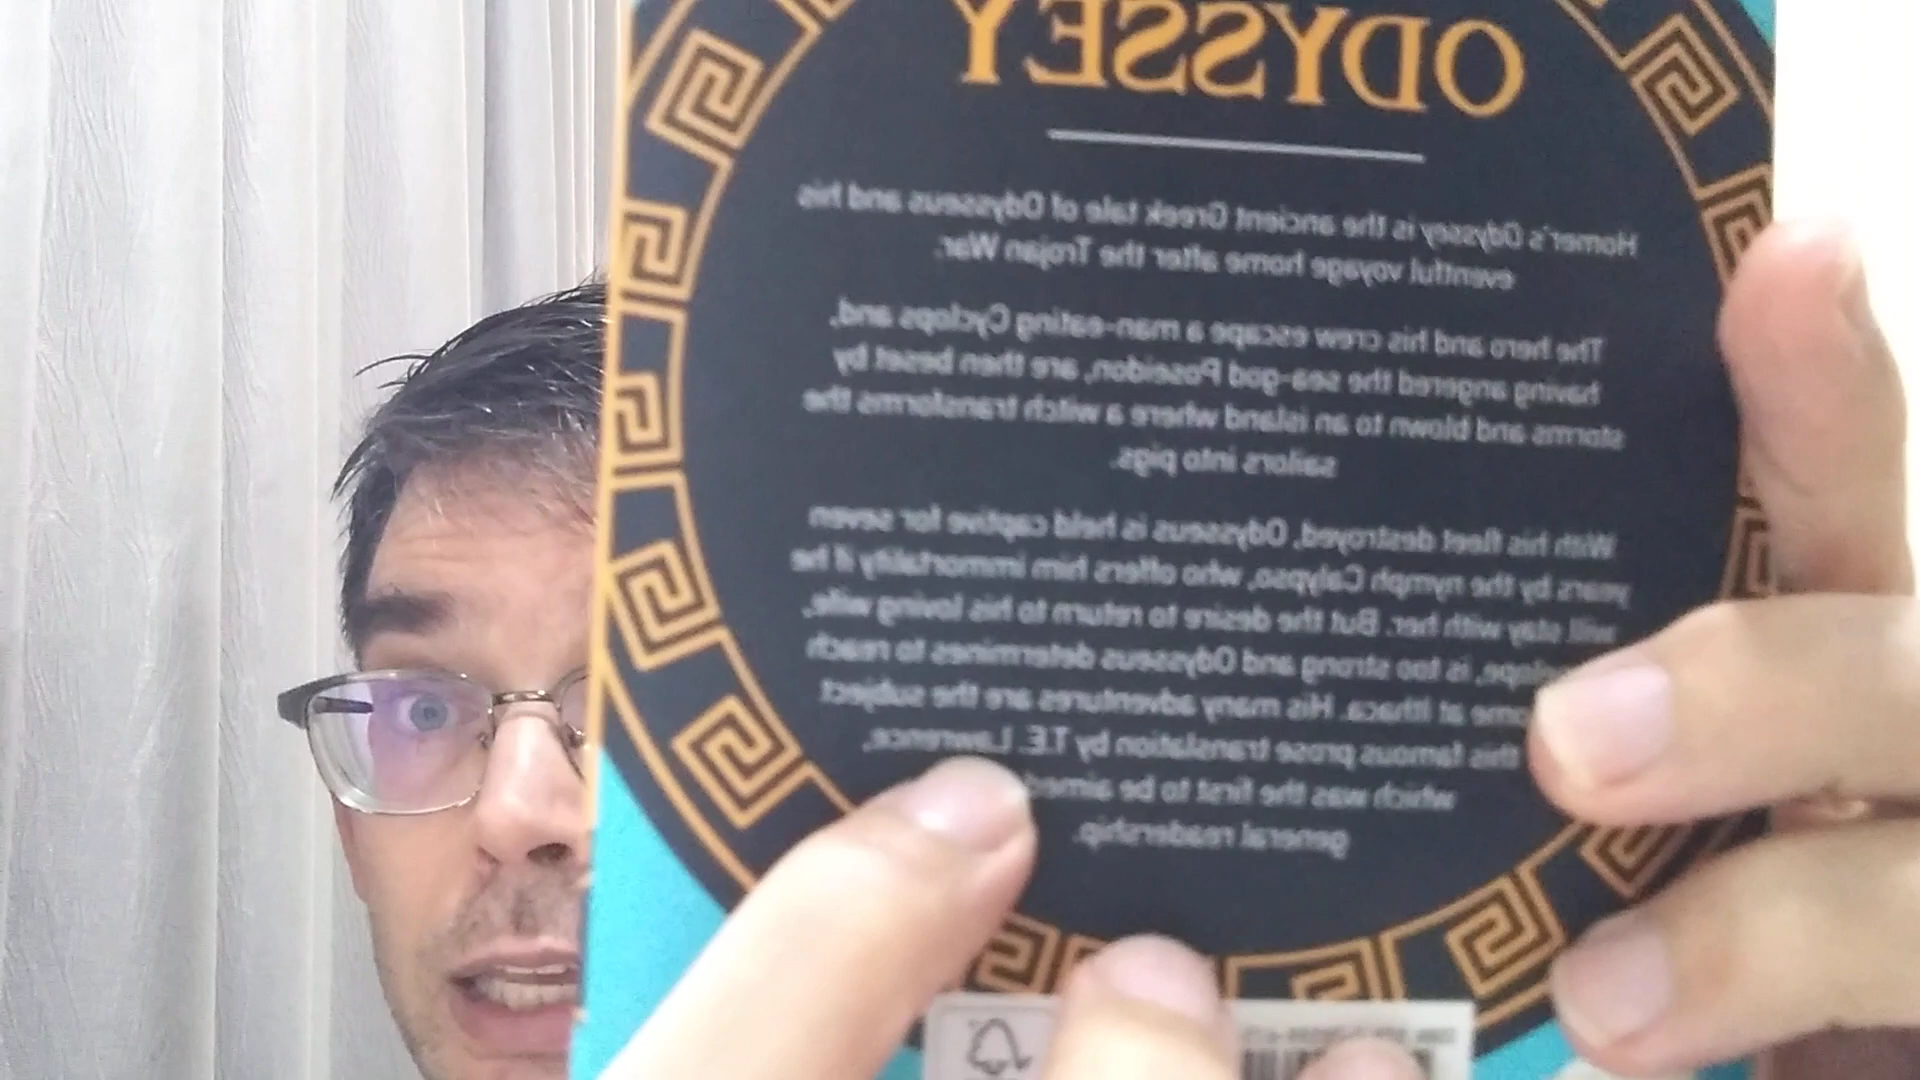 ODYSSEY
Homer's Odyssey is the ancient Greek tale of Odysseus and his
eventful voyage home after the Trojan War.
The hero and his crew escape a man-eating Cyclops and,
having angered the sea-god Poseidon, are then beset by
storms and blown to an island where a witch transforms the
sailors into pigs.
With his fleet destroyed, Odysseus is held captive for seven
years by the nymph Calypso, who offers him immortality if he
will stay with her. But the desire to return to his loving wife,
elope, is too strong and Odysseus determines to reach
ome at Ithaca. His many adventures are the subject
this famous prose translation by T.E. Lawrence,
which was the first to be aimed
general readership.